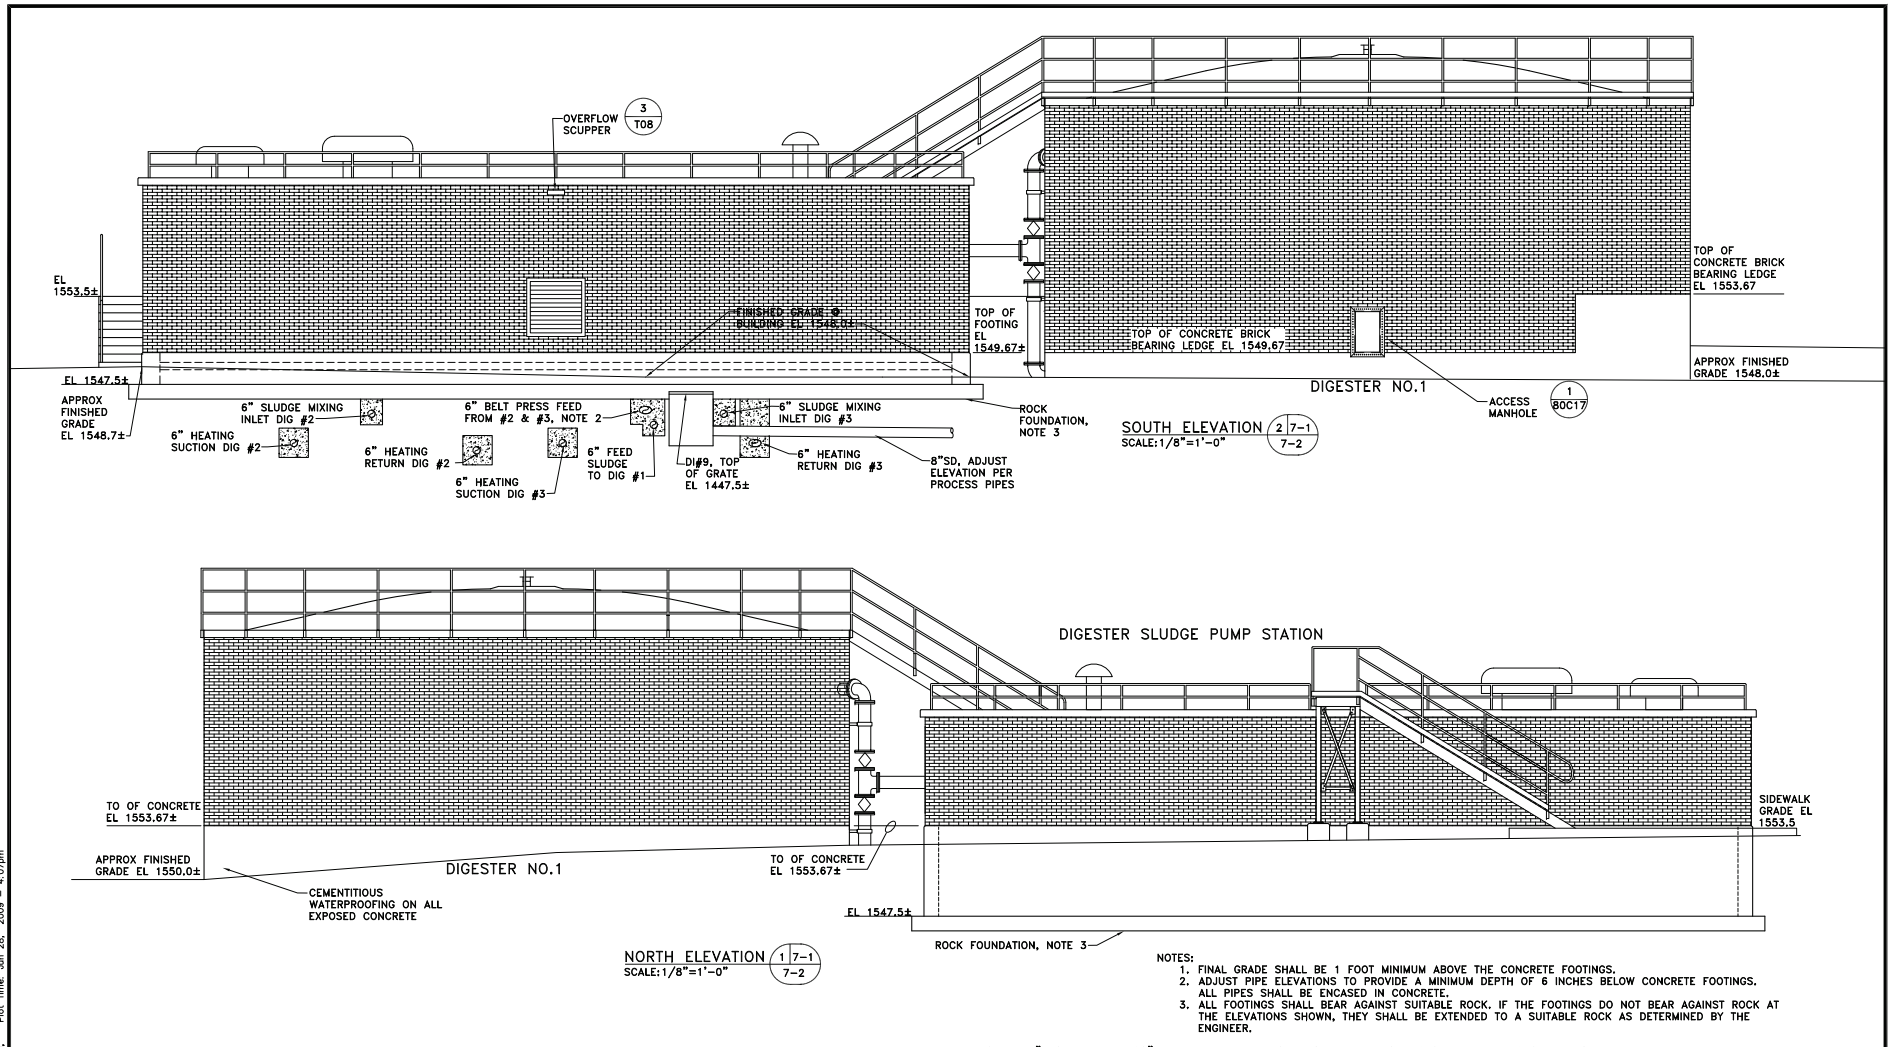 3
T08
OVERFLOW
SCUPPER
EL
1553.5±
FINISHED GRADE @
BUILDING EL 1548.0±
TOP OF
FOOTING
EL
1549.67±
TOP OF CONCRETE BRICK
BEARING LEDGE EL 1549.67
TOP OF
CONCRETE BRICK
BEARING LEDGE
EL 1553.67
APPROX FINISHED
GRADE 1548.0±
DIGESTER NO.1
ACCESS
MANHOLE
1
80C17
EL 1547.5±
APPROX
FINISHED
GRADE
EL 1548.7±
6" SLUDGE MIXING
INLET DIG #2
6" HEATING
SUCTION DIG #2
6" HEATING
RETURN DIG #2
6" BELT PRESS FEED
FROM #2 & #3, NOTE 2
6" HEATING
SUCTION DIG #3
6" FEED
SLUDGE
TO DIG #1
DI#9, TOP
OF GRATE
EL 1447.5±
6" SLUDGE MIXING
INLET DIG #3
6" HEATING
RETURN DIG #3
8"SD, ADJUST
ELEVATION PER
PROCESS PIPES
ROCK
FOUNDATION,
NOTE 3
SOUTH ELEVATION
SCALE:1/8"=1'-0"
2 7-1
7-2
DIGESTER SLUDGE PUMP STATION
TO OF CONCRETE
EL 1553.67±
APPROX FINISHED
GRADE EL 1550.0±
DIGESTER NO.1
CEMENTITIOUS
WATERPROOFING ON ALL
EXPOSED CONCRETE
TO OF CONCRETE
EL 1553.67±
SIDEWALK
GRADE EL
1553.5
EL 1547.5±
ROCK FOUNDATION, NOTE 3
NORTH ELEVATION
SCALE:1/8"=1'-0"
1 7-1
7-2
NOTES:
1. FINAL GRADE SHALL BE 1 FOOT MINIMUM ABOVE THE CONCRETE FOOTINGS.
2. ADJUST PIPE ELEVATIONS TO PROVIDE A MINIMUM DEPTH OF 6 INCHES BELOW CONCRETE FOOTINGS.
ALL PIPES SHALL BE ENCASED IN CONCRETE.
3. ALL FOOTINGS SHALL BEAR AGAINST SUITABLE ROCK. IF THE FOOTINGS DO NOT BEAR AGAINST ROCK AT
THE ELEVATIONS SHOWN, THEY SHALL BE EXTENDED TO A SUITABLE ROCK AS DETERMINED BY THE
ENGINEER.